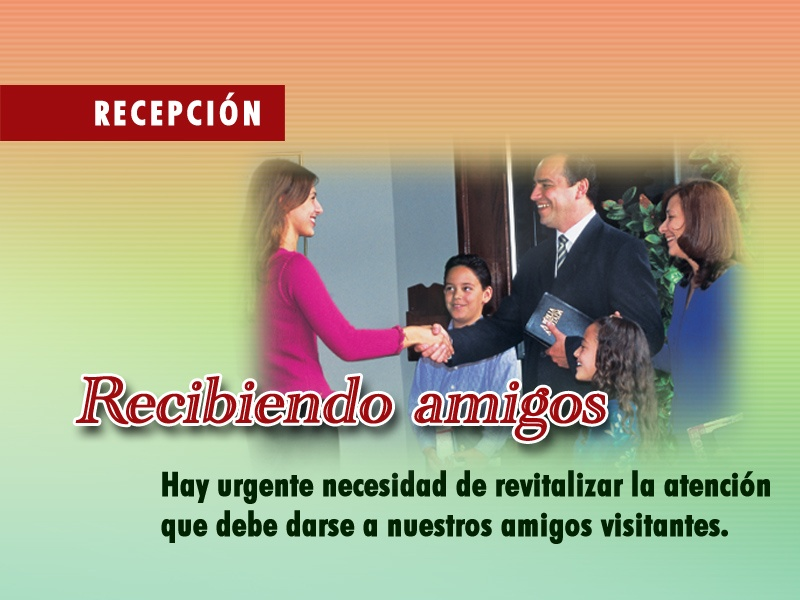 RECEPCIÓN
Recibiendo amigos
Hay urgente necesidad de revitalizar la atención
que debe darse a nuestros amigos visitantes.